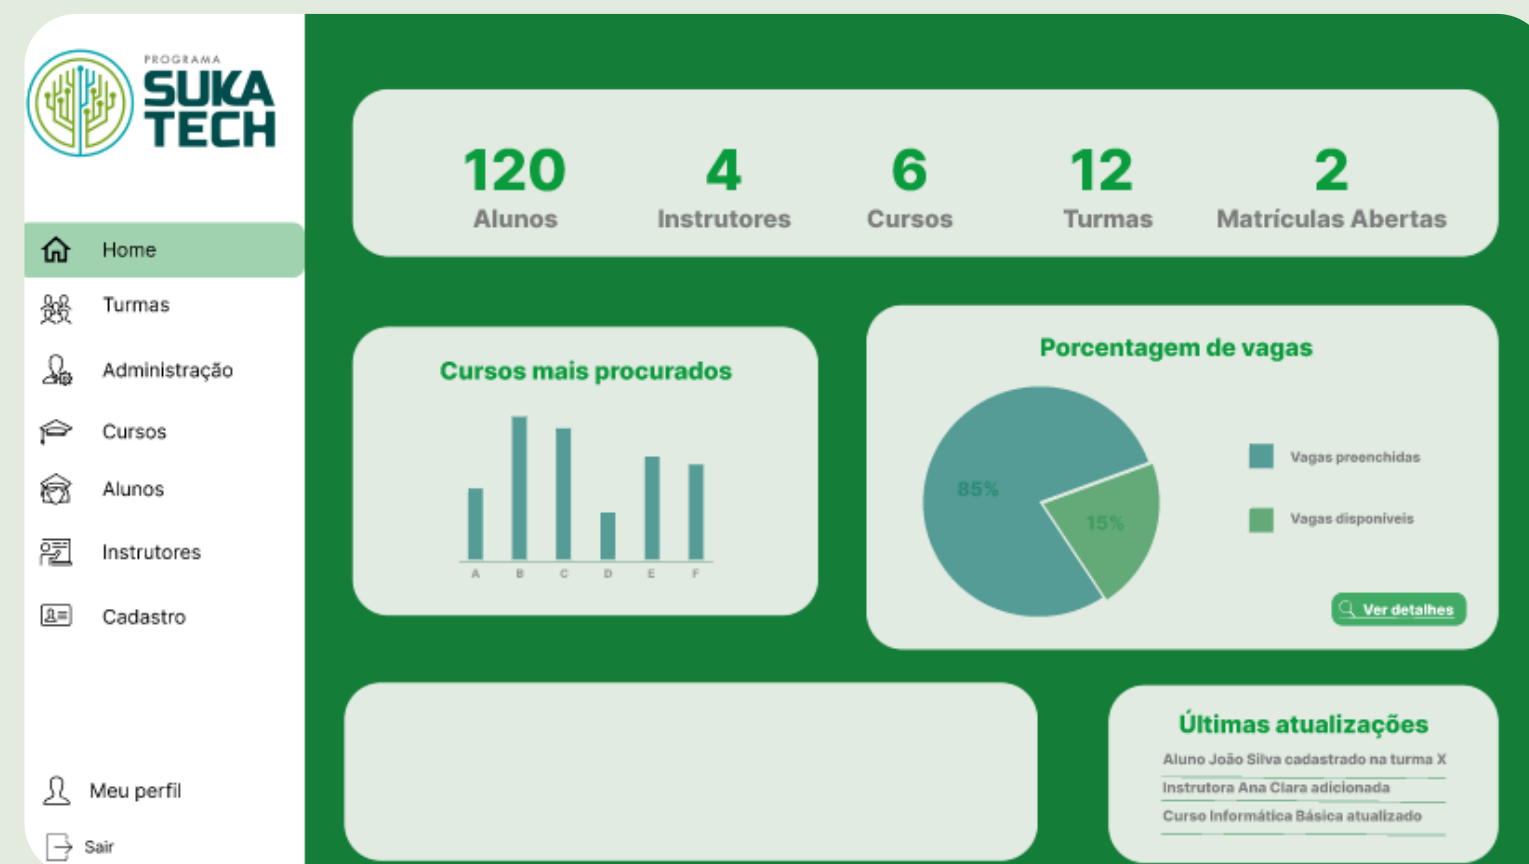 PROGRAMA
SUKA
TECH
Home
Turmas
Administração
Cursos
Alunos
Instrutores
Cadastro
Meu perfil
Sair
120
Alunos
4
Instrutores
6
Cursos
12
Turmas
2
Matrículas Abertas
Cursos mais procurados
A B C D E F
Porcentagem de vagas
85%
15%
Vagas preenchidas
Vagas disponíveis
Ver detalhes
Últimas atualizações
Aluno João Silva cadastrado na turma X
Instrutora Ana Clara adicionada
Curso Informática Básica atualizado